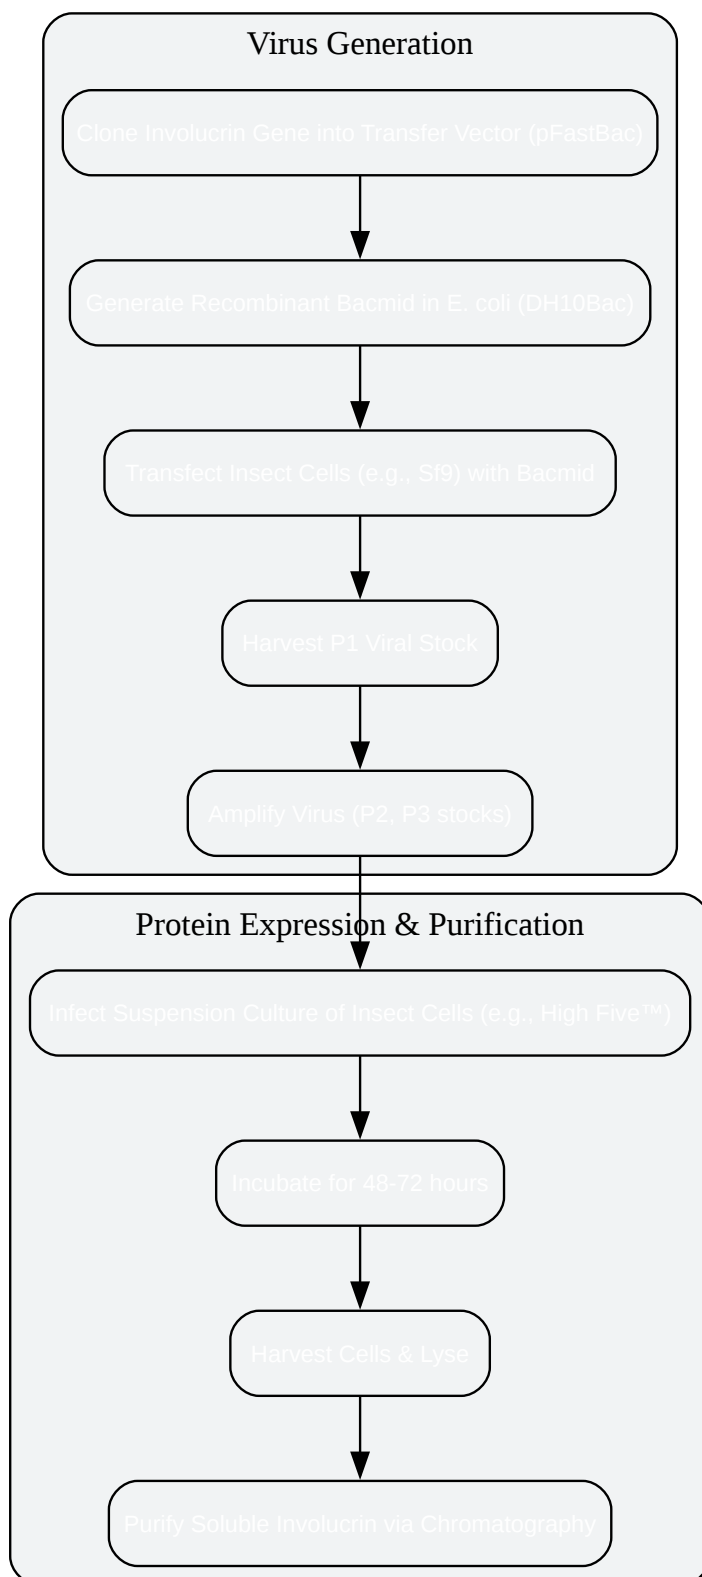 Virus Generation
Clone Involucrin Gene into Transfer Vector (pFastBac)
Generate Recombinant Bacmid in E. coli (DH10Bac)
Transfect Insect Cells (e.g., Sf9) with Bacmid
Harvest P1 Viral Stock
Amplify Virus (P2, P3 stocks)
Protein Expression & Purification
Infect Suspension Culture of Insect Cells (e.g., High Five™)
Incubate for 48-72 hours
Harvest Cells & Lyse
Purify Soluble Involucrin via Chromatography